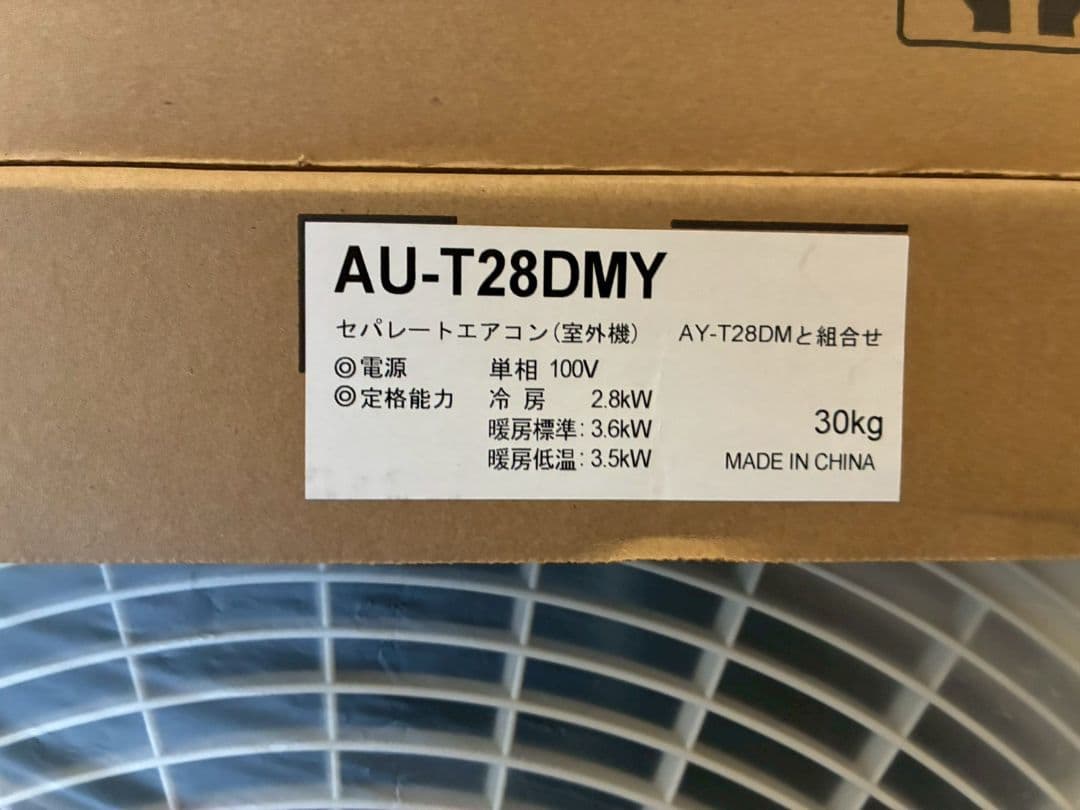 AU-T28DMY
セパレートエアコン(室外機) AY-T28DMと組合せ
◎電源 単相 100V
◎定格能力 冷 房 2.8kW
暖房標準: 3.6kW
暖房低温: 3.5kW
30kg
MADE IN CHINA